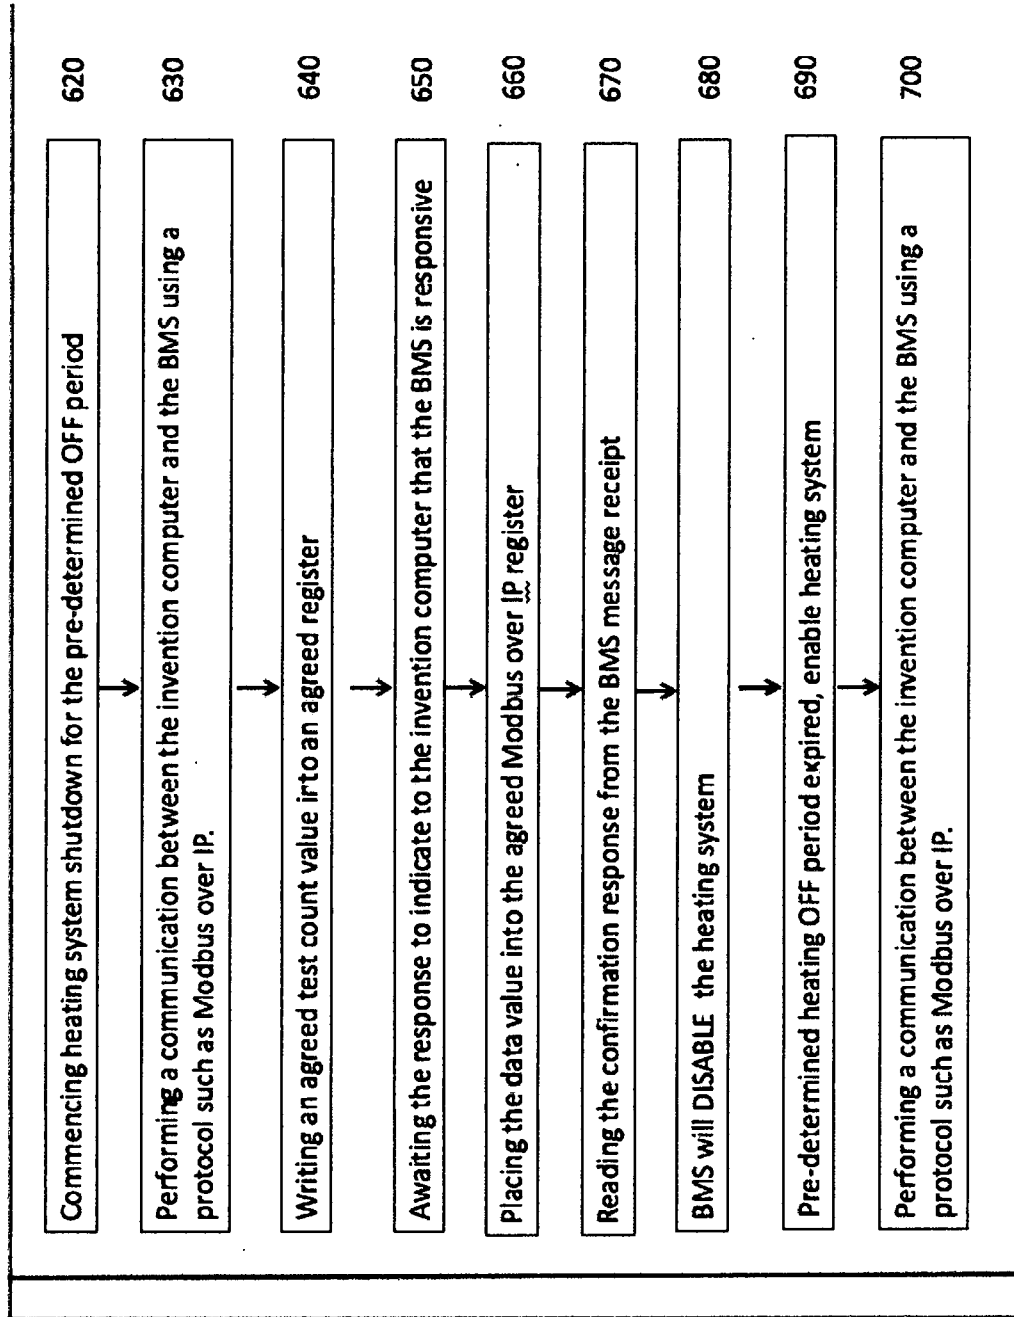 Commencing heating system shutdown for the pre-determined OFF period 620
Performing a communication between the invention computer and the BMS using a 630
protocol such as Modbus over IP.
Writing an agreed test count value irto an agreed register 640
Awaiting the response to indicate to the invention computer that the BMS is responsive 650
Placing the data value into the agreed Modbus over IP register 660
Reading the confirmation response from the BMS message receipt 670
BMS will DISABLE the heating system 680
Pre-determined heating OFF period expired, enable heating system 690
Performing a communication between the invention computer and the BMS using a 700
protocol such as Modbus over IP.